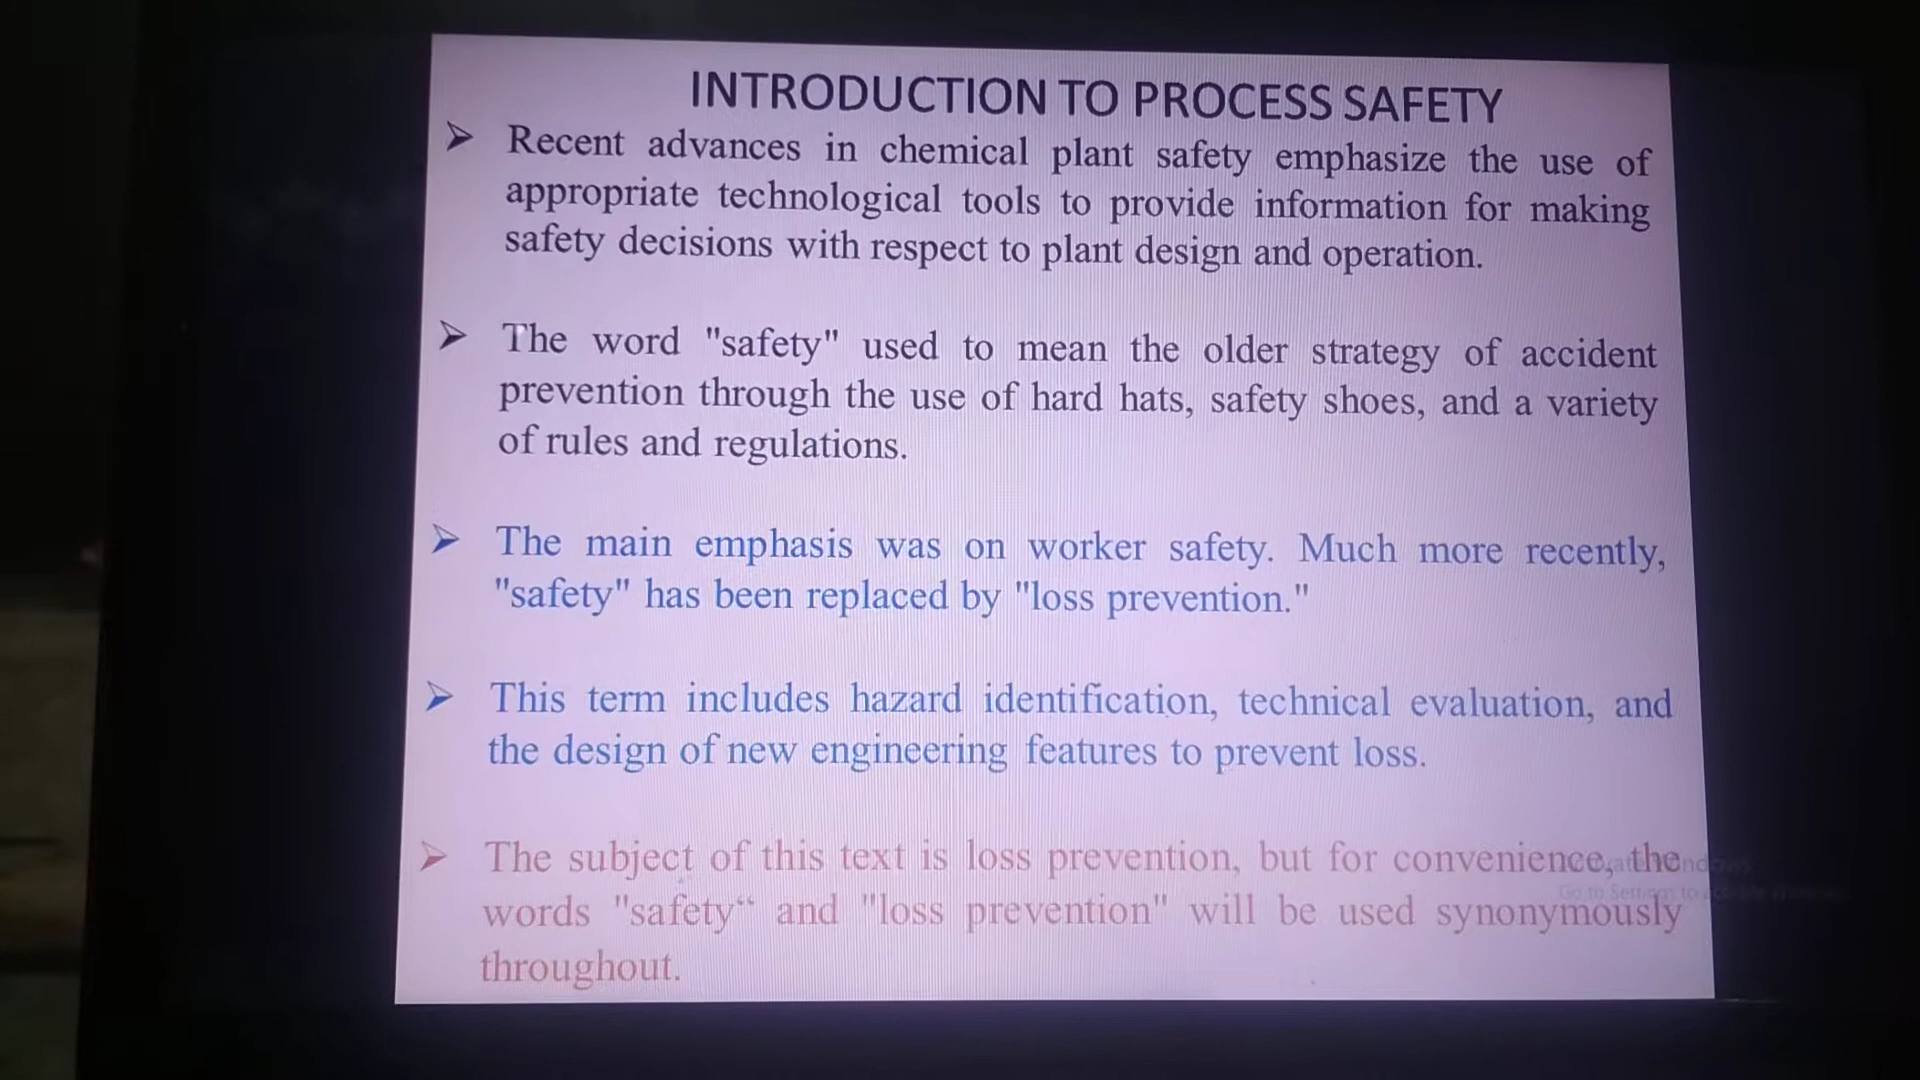 INTRODUCTION TO PROCESS SAFETY
➢ Recent advances in chemical plant safety emphasize the use of
appropriate technological tools to provide information for making
safety decisions with respect to plant design and operation.
➢ The word "safety" used to mean the older strategy of accident
prevention through the use of hard hats, safety shoes, and a variety
of rules and regulations.
➢ The main emphasis was on worker safety. Much more recently,
"safety" has been replaced by "loss prevention."
➢ This term includes hazard identification, technical evaluation, and
the design of new engineering features to prevent loss.
➢ The subject of this text is loss prevention, but for convenience, the
words "safety“ and "loss prevention" will be used synonymously
throughout.
Go to Settings to